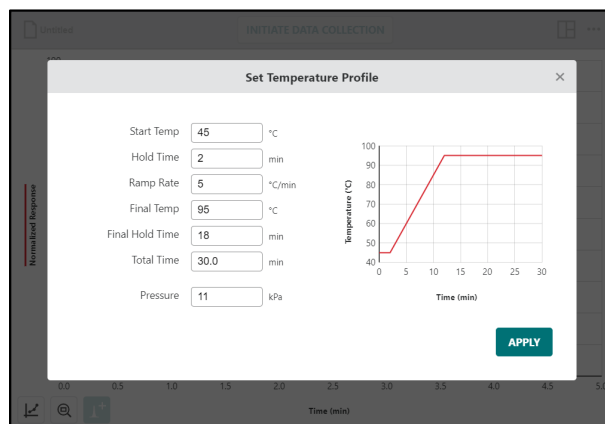 Untitled
INITIATE DATA COLLECTION
Set Temperature Profile
Start Temp 45 °C
Hold Time 2 min
Ramp Rate 5 °C/min
Final Temp 95 °C
Final Hold Time 18 min
Total Time 30.0 min
Pressure 11 kPa
100
90
80
70
60
50
40
Temperature (°C)
0 5 10 15 20 25 30
Time (min)
APPLY
Normalized Response
0.0 0.5 1.0 1.5 2.0 2.5 3.0 3.5 4.0 4.5 5.0
Time (min)